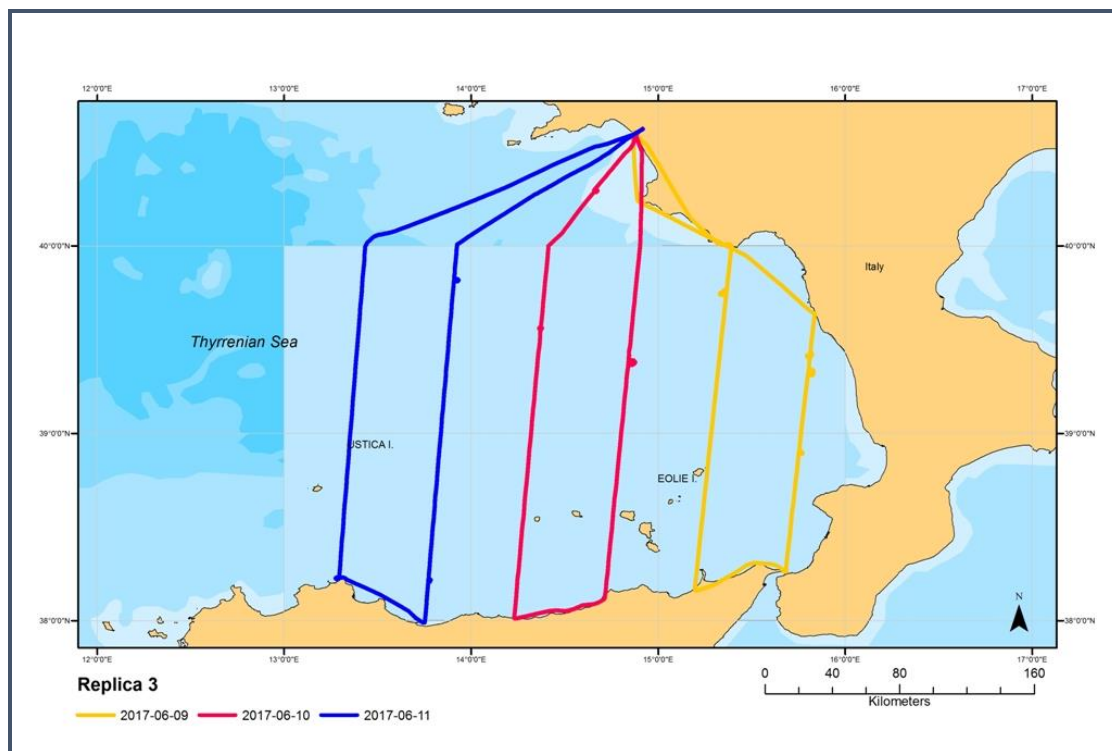 12°0'0"E 13°0'0"E 14°0'0"E 15°0'0"E 16°0'0"E 17°0'0"E
40°0'0"N 40°0'0"N
Italy
Thyrrenian Sea
39°0'0"N 39°0'0"N
USTICA I.
EOLIE I.
N
38°0'0"N 38°0'0"N
12°0'0"E 13°0'0"E 14°0'0"E 15°0'0"E 16°0'0"E 17°0'0"E
Replica 3
0 40 80 160
Kilometers
2017-06-09 2017-06-10 2017-06-11